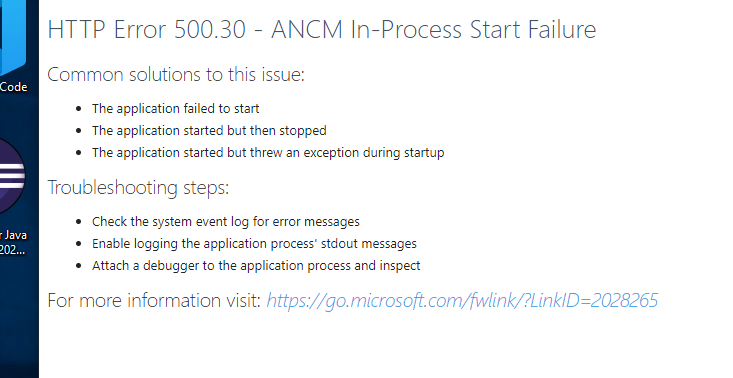 HTTP Error 500.30 - ANCM In-Process Start Failure
Code
Common solutions to this issue:
• The application failed to start
• The application started but then stopped
• The application started but threw an exception during startup
Troubleshooting steps:
• Check the system event log for error messages
r Java
• Enable logging the application process' stdout messages
202...
• Attach a debugger to the application process and inspect
For more information visit: https://go.microsoft.com/fwlink/?LinkID=2028265